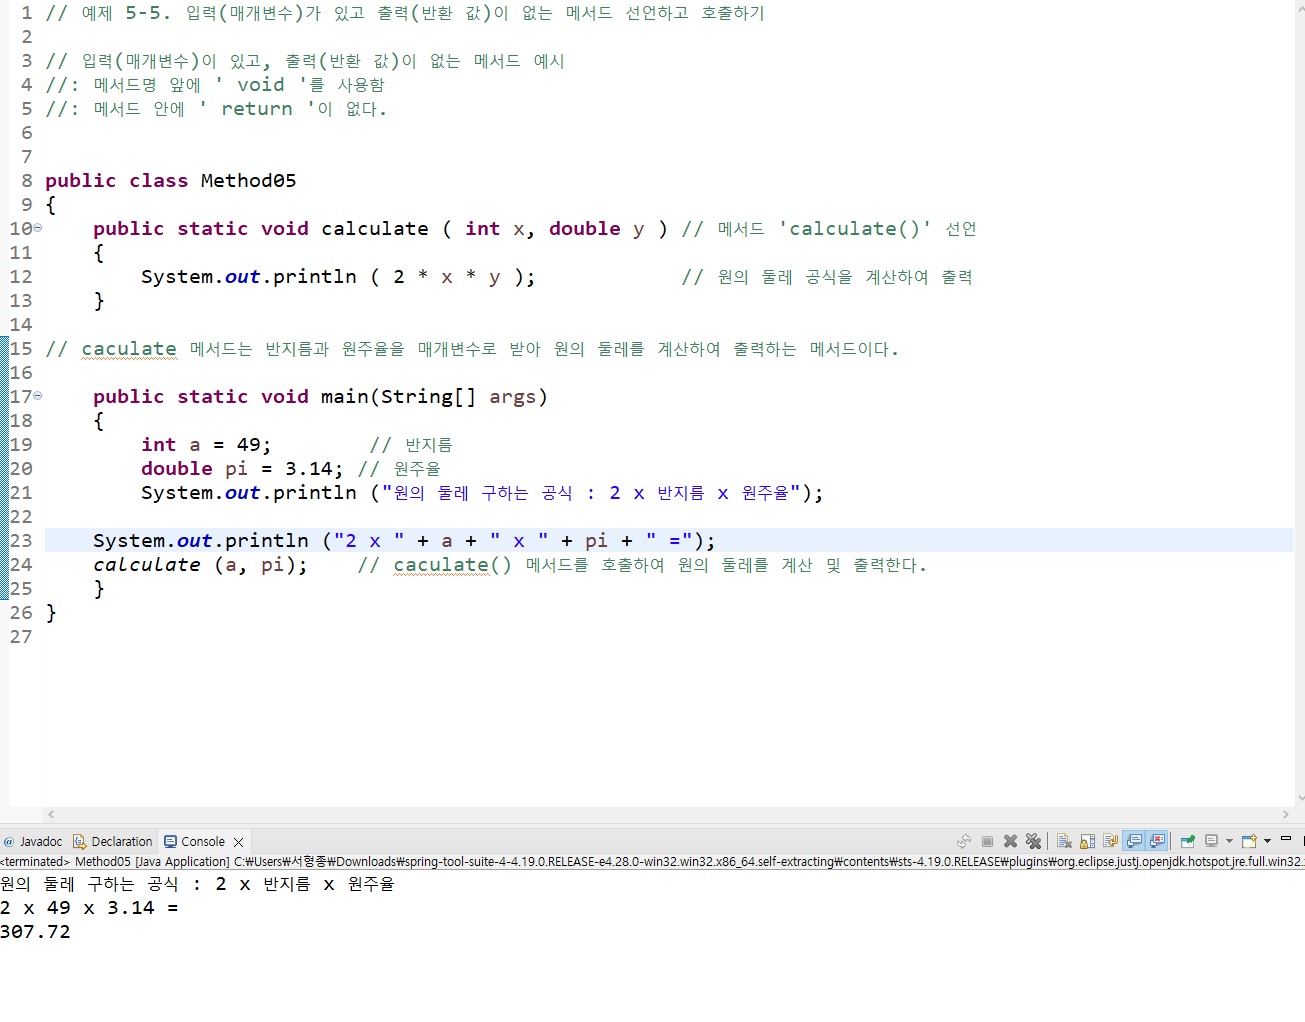 1 // 예제 5-5. 입력(매개변수)가 있고 출력(반환 값)이 없는 메서드 선언하고 호출하기
2
3 // 입력(매개변수)이 있고, 출력(반환 값)이 없는 메서드 예시
4 //: 메서드명 앞에 ' void '를 사용함
5 //: 메서드 안에 ' return '이 없다.
6
7
8 public class Method05
9 {
10 public static void calculate ( int x, double y ) // 메서드 'calculate()' 선언
11 {
12 System.out.println ( 2 * x * y ); // 원의 둘레 공식을 계산하여 출력
13 }
14
15 // caculate 메서드는 반지름과 원주율을 매개변수로 받아 원의 둘레를 계산하여 출력하는 메서드이다.
16
17 public static void main(String[] args)
18 {
19 int a = 49; // 반지름
20 double pi = 3.14; // 원주율
21 System.out.println ("원의 둘레 구하는 공식 : 2 x 반지름 x 원주율");
22
23 System.out.println ("2 x " + a + " x " + pi + " =");
24 calculate (a, pi); // caculate() 메서드를 호출하여 원의 둘레를 계산 및 출력한다.
25 }
26 }
27
@ Javadoc Declaration Console
<terminated> Method05 [Java Application] C:₩Users₩서형종₩Downloads₩spring-tool-suite-4-4.19.0.RELEASE-e4.28.0-win32.win32.x86_64.self-extracting₩contents₩sts-4.19.0.RELEASE₩plugins₩org.eclipse.justj.openjdk.hotspot.jre.full.win32.
원의 둘레 구하는 공식 : 2 x 반지름 x 원주율
2 x 49 x 3.14 =
307.72